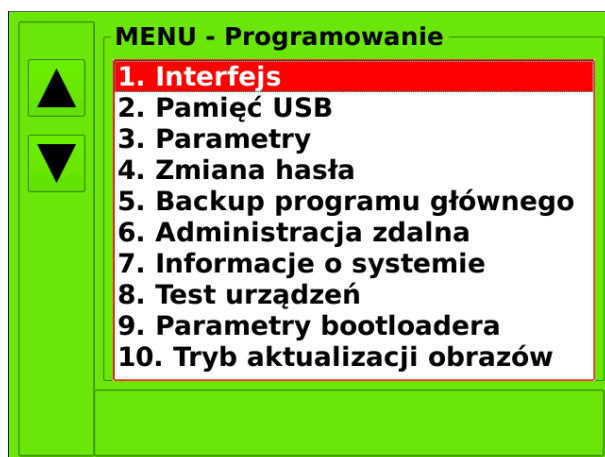 MENU - Programowanie
1. Interfejs
2. Pamięć USB
3. Parametry
4. Zmiana hasła
5. Backup programu głównego
6. Administracja zdalna
7. Informacje o systemie
8. Test urządzeń
9. Parametry bootloadera
10. Tryb aktualizacji obrazów